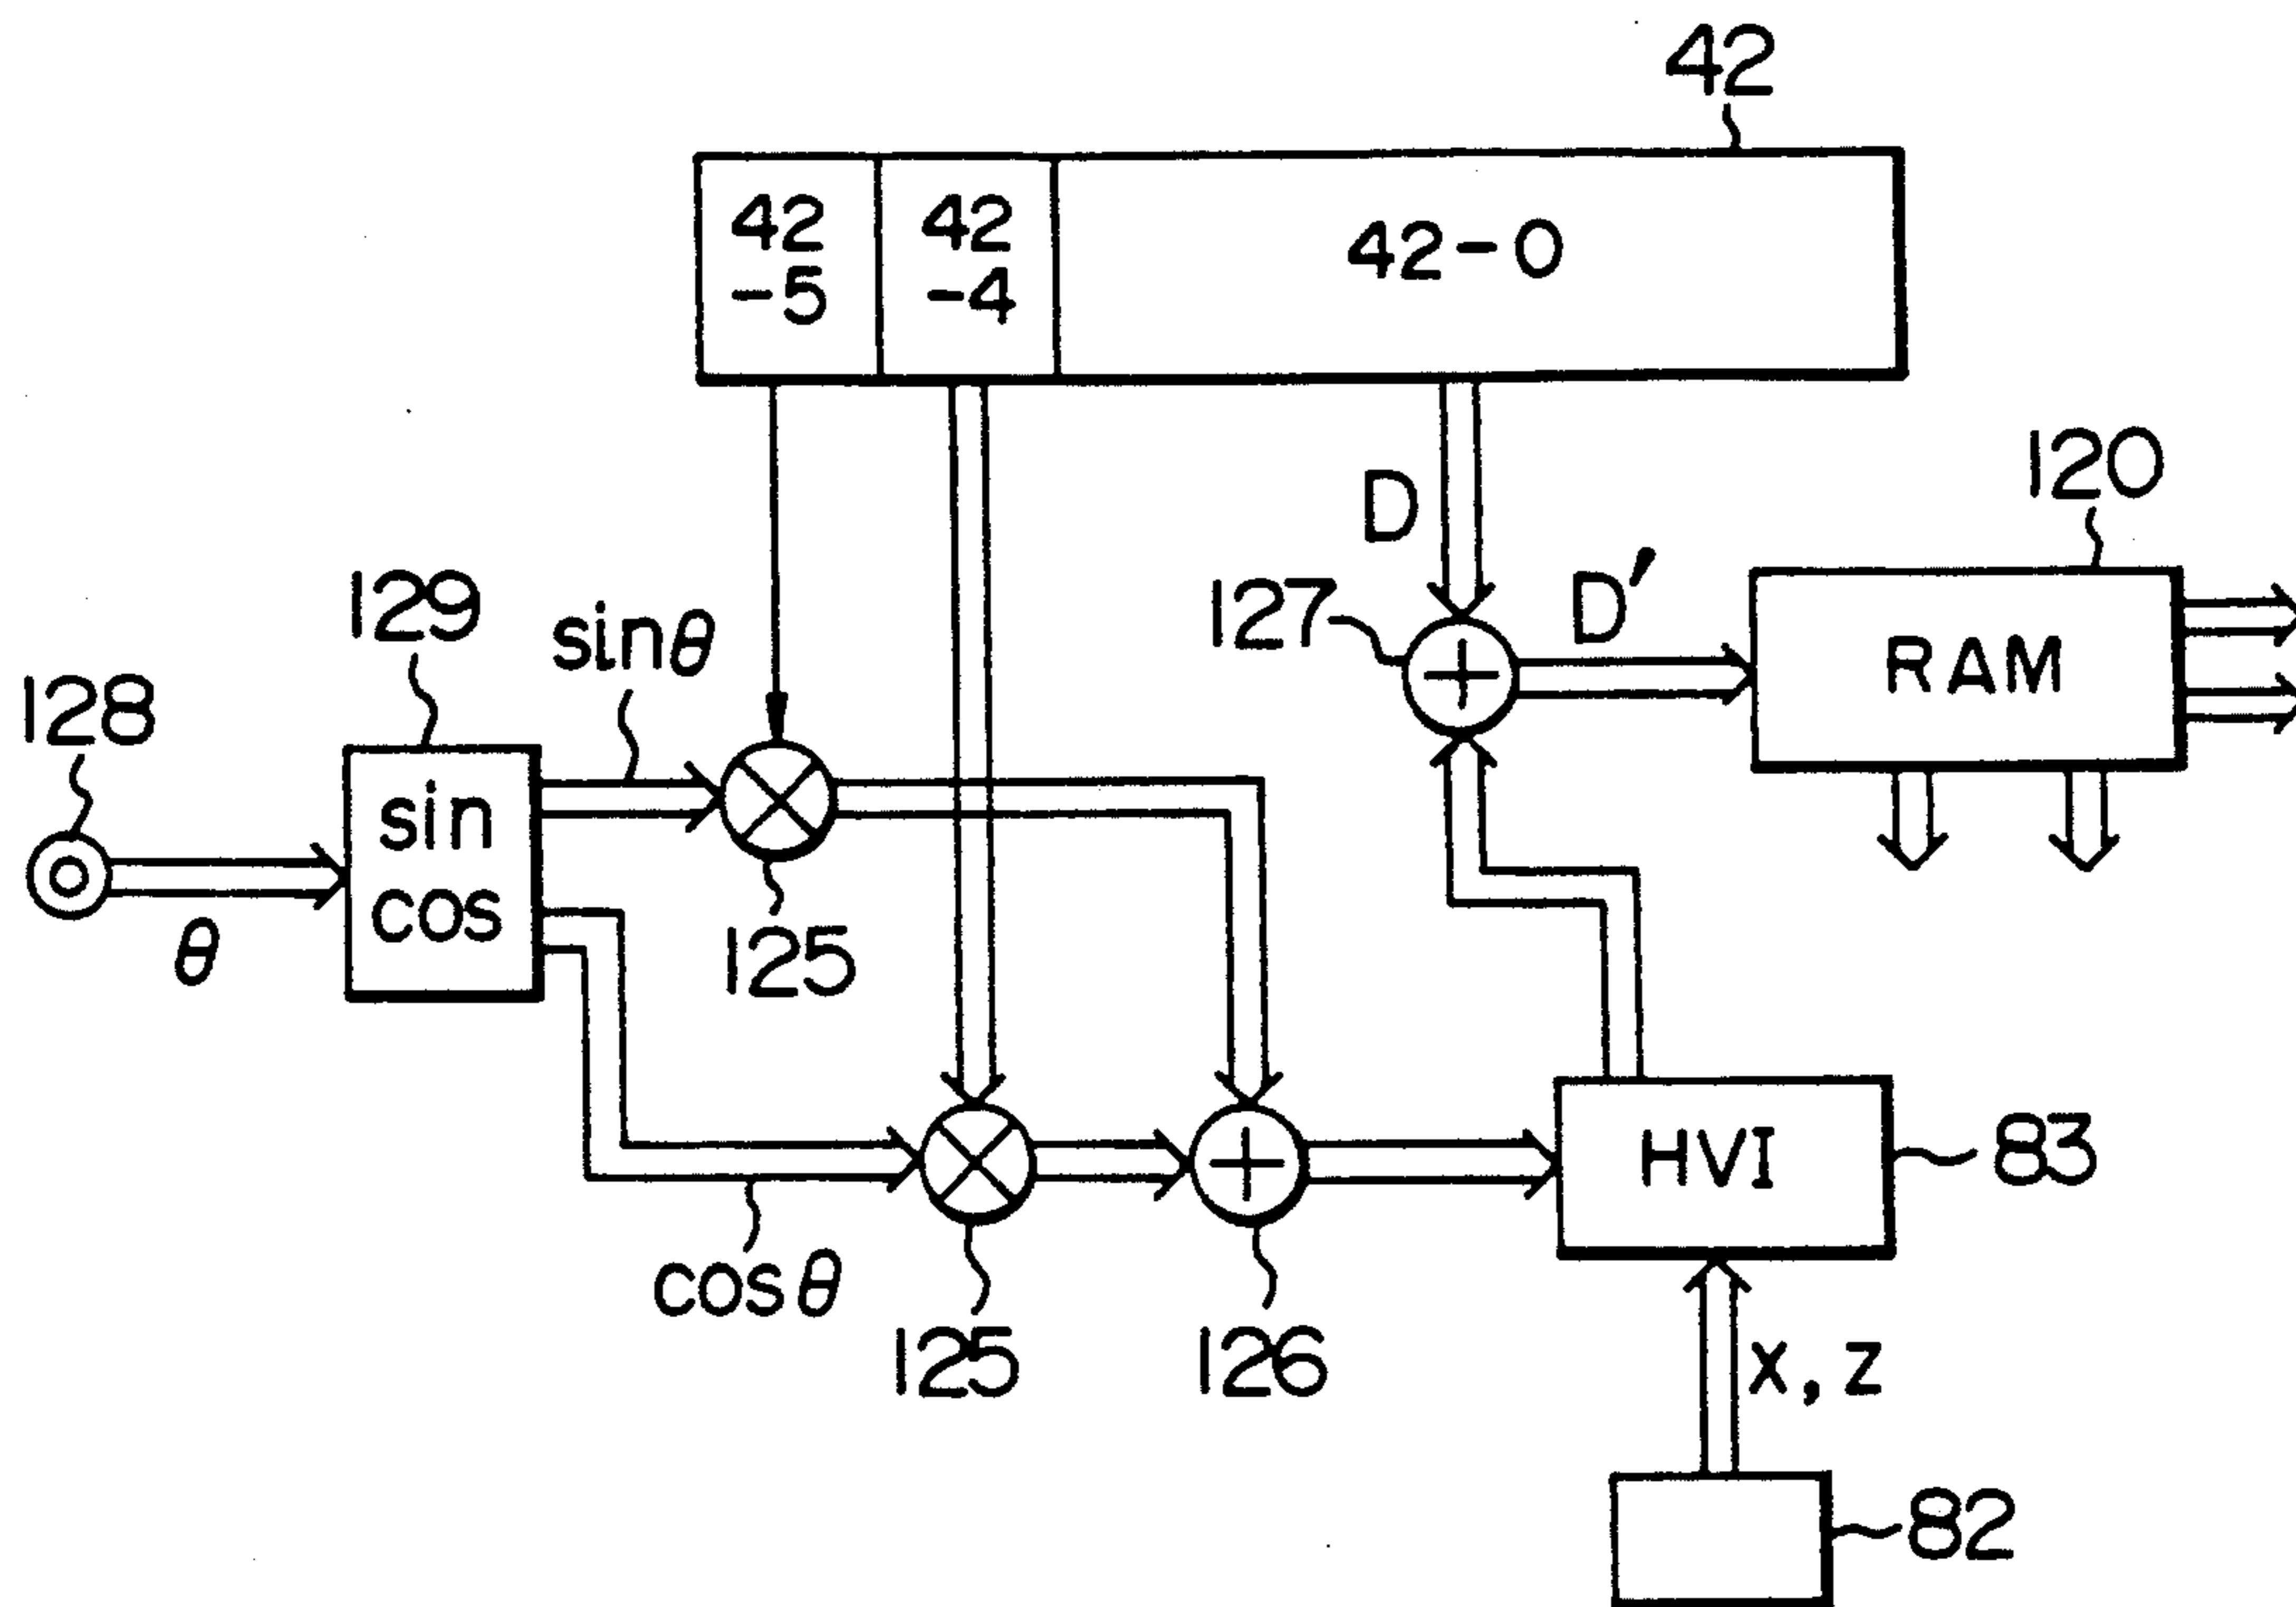 42
42
-5
42
-4
42-0
120
D
D′
127
RAM
129
sinθ
128
sin
cos
θ
125
HVI
83
cosθ
125
126
x, z
82